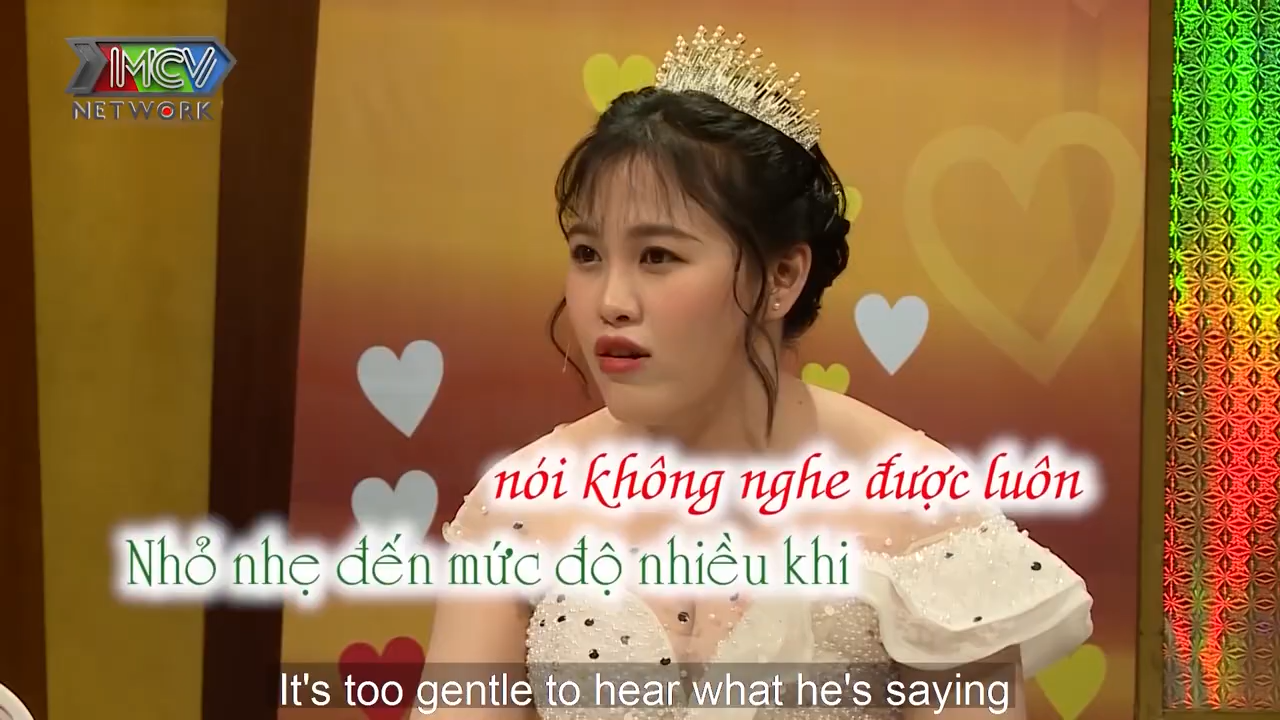 MCV
NETWORK
nói không nghe được luôn
Nhỏ nhẹ đến mức độ nhiều khi
It's too gentle to hear what he's saying